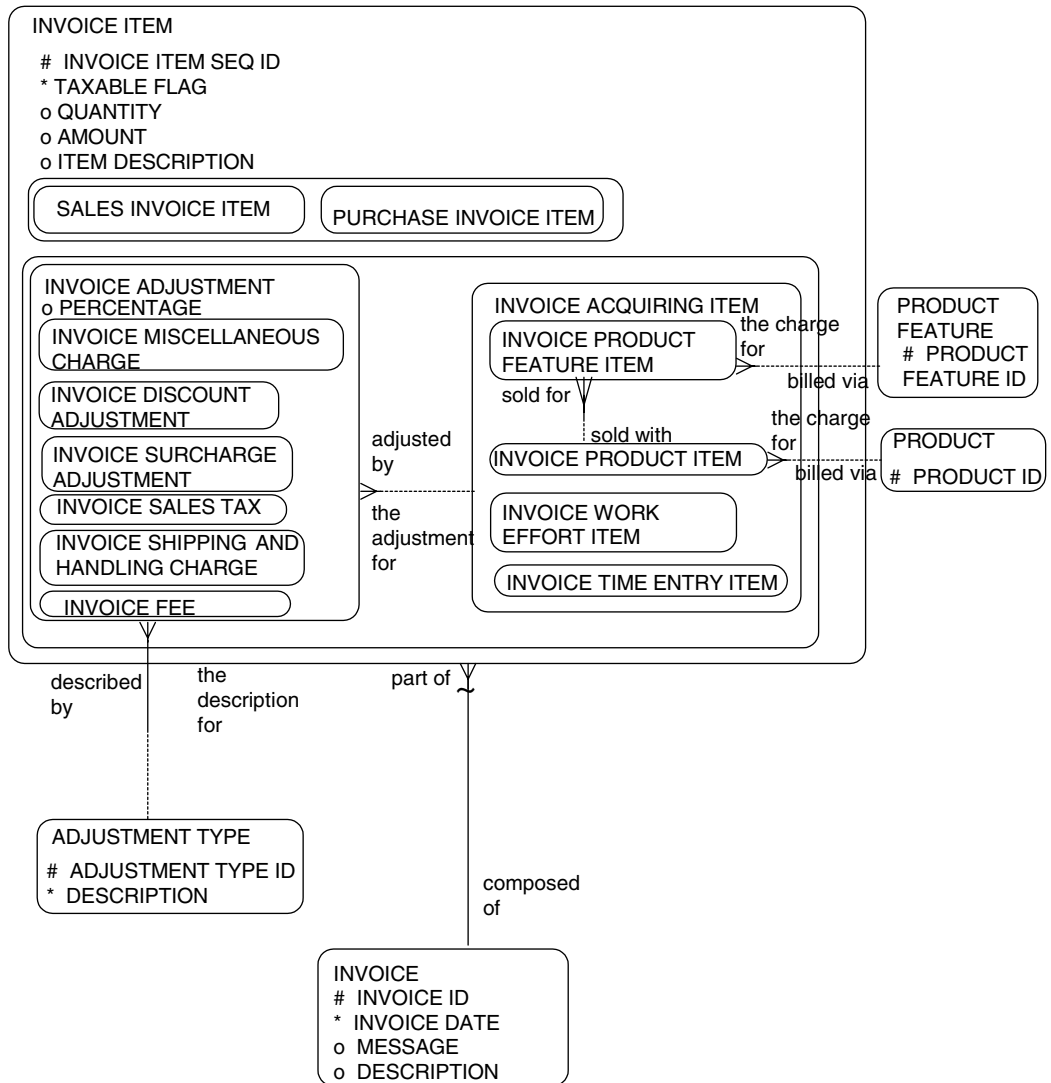 INVOICE ITEM
# INVOICE ITEM SEQ ID
* TAXABLE FLAG
o QUANTITY
o AMOUNT
o ITEM DESCRIPTION
SALES INVOICE ITEM
PURCHASE INVOICE ITEM
INVOICE ADJUSTMENT
o PERCENTAGE
INVOICE MISCELLANEOUS
CHARGE
INVOICE DISCOUNT
ADJUSTMENT
INVOICE SURCHARGE
ADJUSTMENT
INVOICE SALES TAX
INVOICE SHIPPING AND
HANDLING CHARGE
INVOICE FEE
adjusted
by
the
adjustment
for
INVOICE ACQUIRING ITEM
INVOICE PRODUCT
FEATURE ITEM
sold for
sold with
INVOICE PRODUCT ITEM
INVOICE WORK
EFFORT ITEM
INVOICE TIME ENTRY ITEM
the charge
for
billed via
PRODUCT
FEATURE
# PRODUCT
FEATURE ID
the charge
for
billed via
PRODUCT
# PRODUCT ID
described
by
the
description
for
part of
~
ADJUSTMENT TYPE
# ADJUSTMENT TYPE ID
* DESCRIPTION
composed
of
INVOICE
# INVOICE ID
* INVOICE DATE
o MESSAGE
o DESCRIPTION